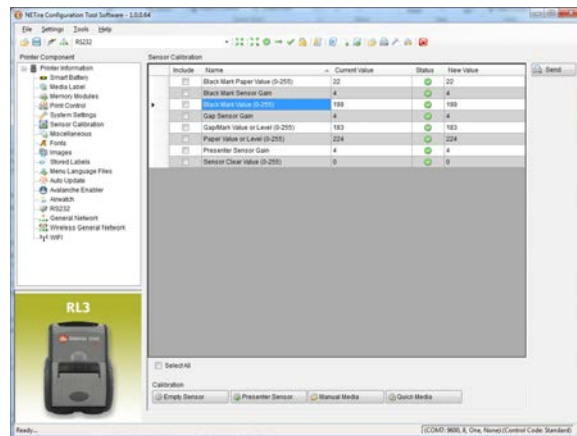 NETira Configuration Tool Software - 1.0.0.64
File Settings Tools Help
RS232
Printer Component
Printer Information
Smart Battery
Media Label
Memory Modules
Print Control
System Settings
Sensor Calibration
Miscellaneous
Fonts
Images
Stored Labels
Menu Language Files
Auto Update
Avalanche Enabler
Airwatch
RS232
General Network
Wireless General Network
WIFI
Sensor Calibration
Include Name Current Value Status New Value
Black Mark Paper Value (0-255) 22 22
Black Mark Sensor Gain 4 4
Black Mark Value (0-255) 198 198
Gap Sensor Gain 4 4
Gap/Mark Value or Level (0-255) 183 183
Paper Value or Level (0-255) 224 224
Presenter Sensor Gain 4 4
Sensor Clear Value (0-255) 0 0
Send
RL3
Select All
Calibration
Empty Sensor Presenter Sensor Manual Media Quick Media
Ready... (COM7: 9600, 8, One, None) (Control Code: Standard)